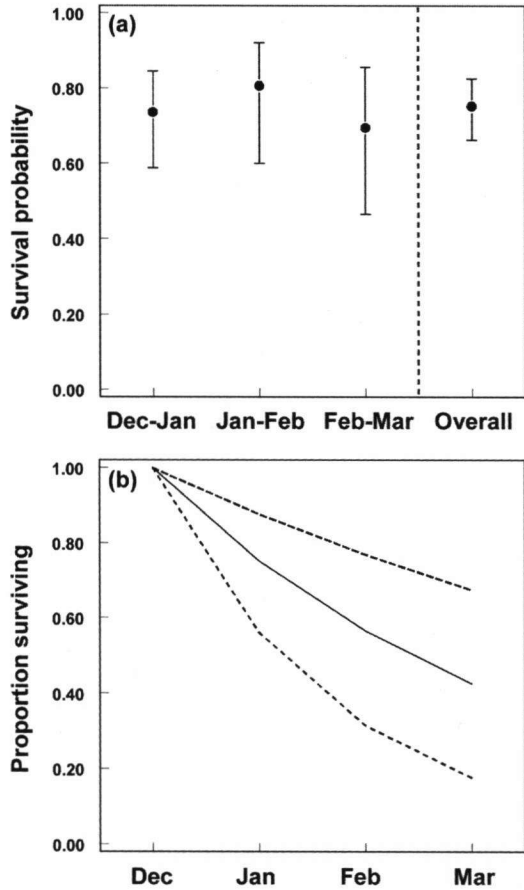 (a)
Survival probability
1.00
0.80
0.60
0.40
0.20
0.00
Dec-Jan Jan-Feb Feb-Mar Overall
(b)
Proportion surviving
1.00
0.80
0.60
0.40
0.20
0.00
Dec Jan Feb Mar